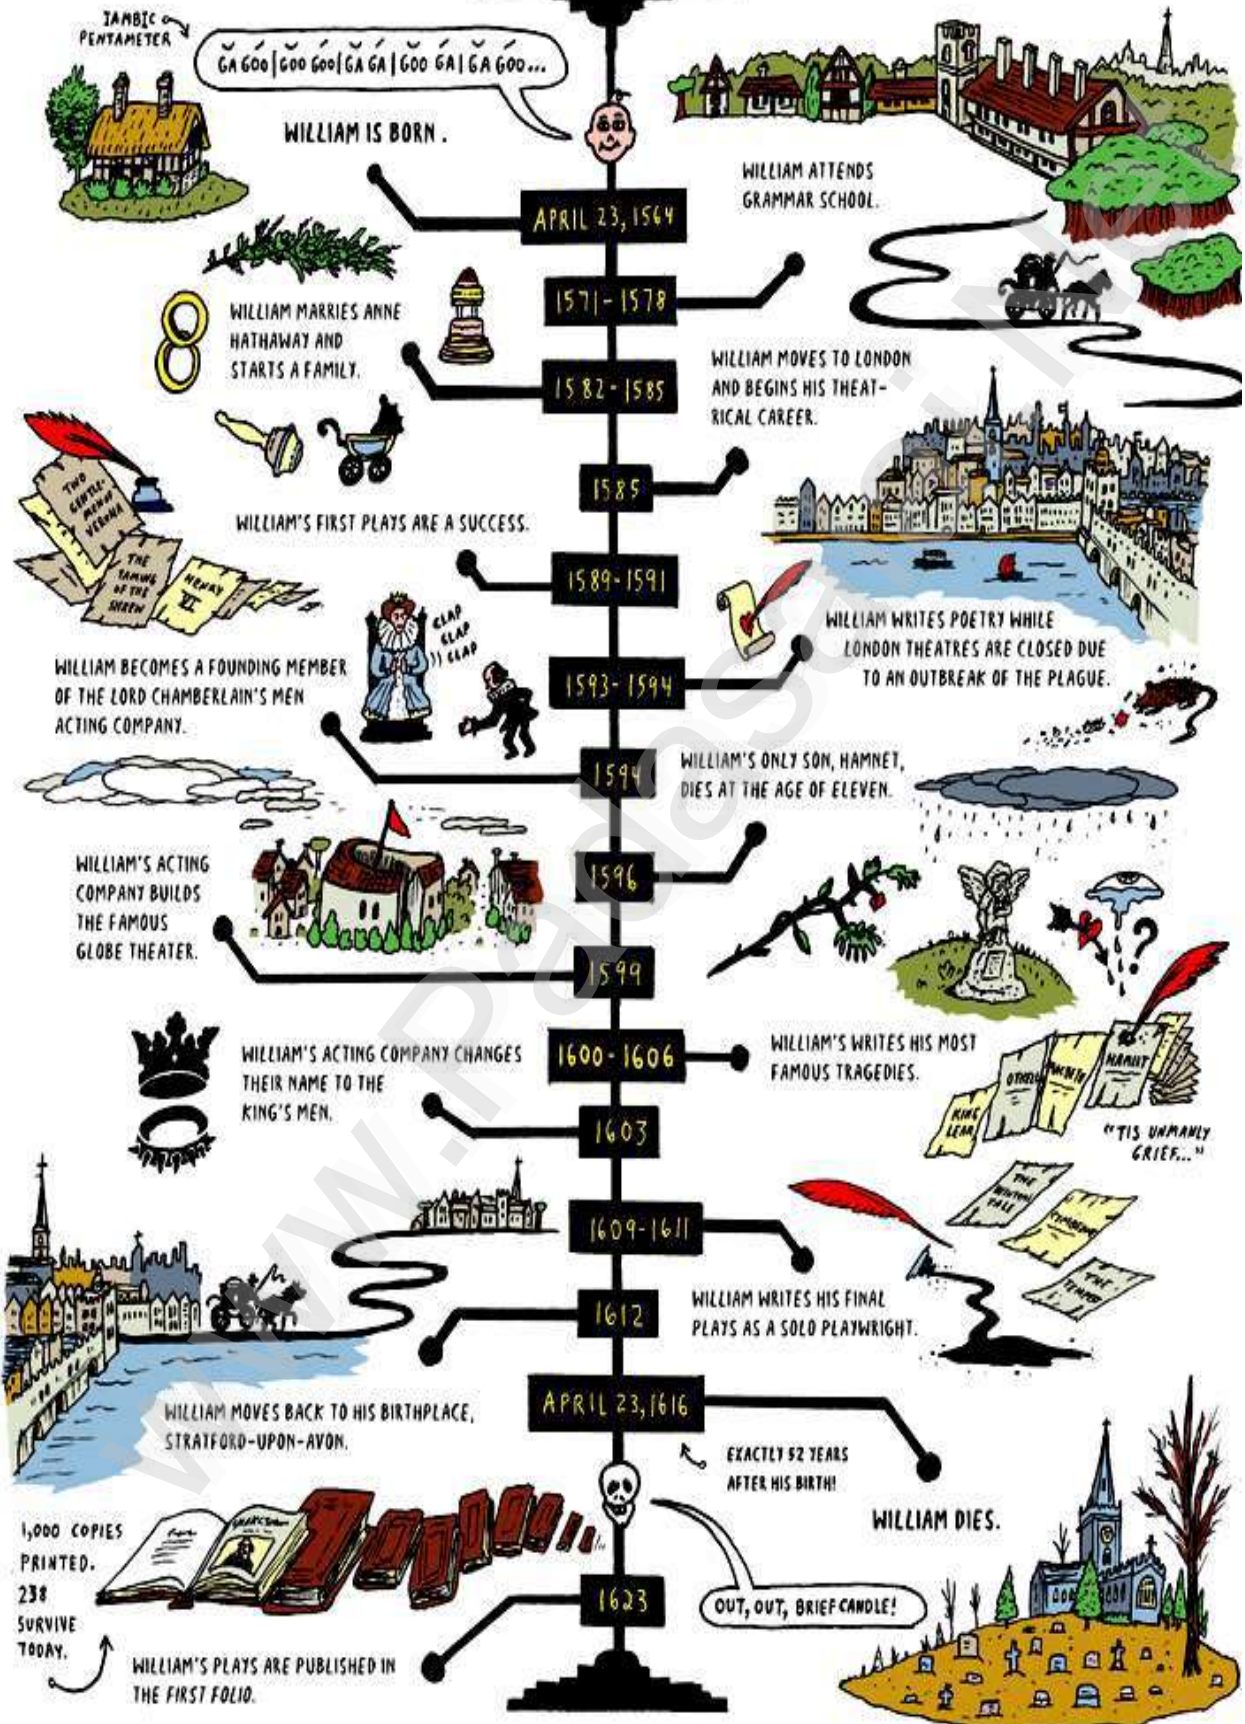 IAMBIC
PENTAMETER
GA GOO | GOO GOO | GA GA | GOO GA | GA GOO...
WILLIAM IS BORN.
APRIL 23, 1564
WILLIAM ATTENDS
GRAMMAR SCHOOL.
1571-1578
WILLIAM MARRIES ANNE
HATHAWAY AND
STARTS A FAMILY.
1582-1585
WILLIAM MOVES TO LONDON
AND BEGINS HIS THEAT-
RICAL CAREER.
1585
TWO
GENTLE-
MEN OF
VERONA
THE
TAMING
OF THE
SHREW
HENRY
VI
WILLIAM'S FIRST PLAYS ARE A SUCCESS.
1589-1591
WILLIAM WRITES POETRY WHILE
LONDON THEATRES ARE CLOSED DUE
TO AN OUTBREAK OF THE PLAGUE.
1593-1594
CLAP
CLAP
CLAP
WILLIAM BECOMES A FOUNDING MEMBER
OF THE LORD CHAMBERLAIN'S MEN
ACTING COMPANY.
1594
WILLIAM'S ONLY SON, HAMNET,
DIES AT THE AGE OF ELEVEN.
1596
WILLIAM'S ACTING
COMPANY BUILDS
THE FAMOUS
GLOBE THEATER.
1599
?
1600-1606
WILLIAM'S WRITES HIS MOST
FAMOUS TRAGEDIES.
KING
LEAR
OTHELLO
MACBETH
HAMLET
"TIS UNMANLY
GRIEF..."
WILLIAM'S ACTING COMPANY CHANGES
THEIR NAME TO THE
KING'S MEN.
1603
1609-1611
THE
TALE
THE
WILLIAM WRITES HIS FINAL
PLAYS AS A SOLO PLAYWRIGHT.
1612
WILLIAM MOVES BACK TO HIS BIRTHPLACE,
STRATFORD-UPON-AVON.
APRIL 23, 1616
EXACTLY 52 YEARS
AFTER HIS BIRTH!
WILLIAM DIES.
OUT, OUT, BRIEF CANDLE!
1623
1,000 COPIES
PRINTED.
238
SURVIVE
TODAY.
WILLIAM'S PLAYS ARE PUBLISHED IN
THE FIRST FOLIO.